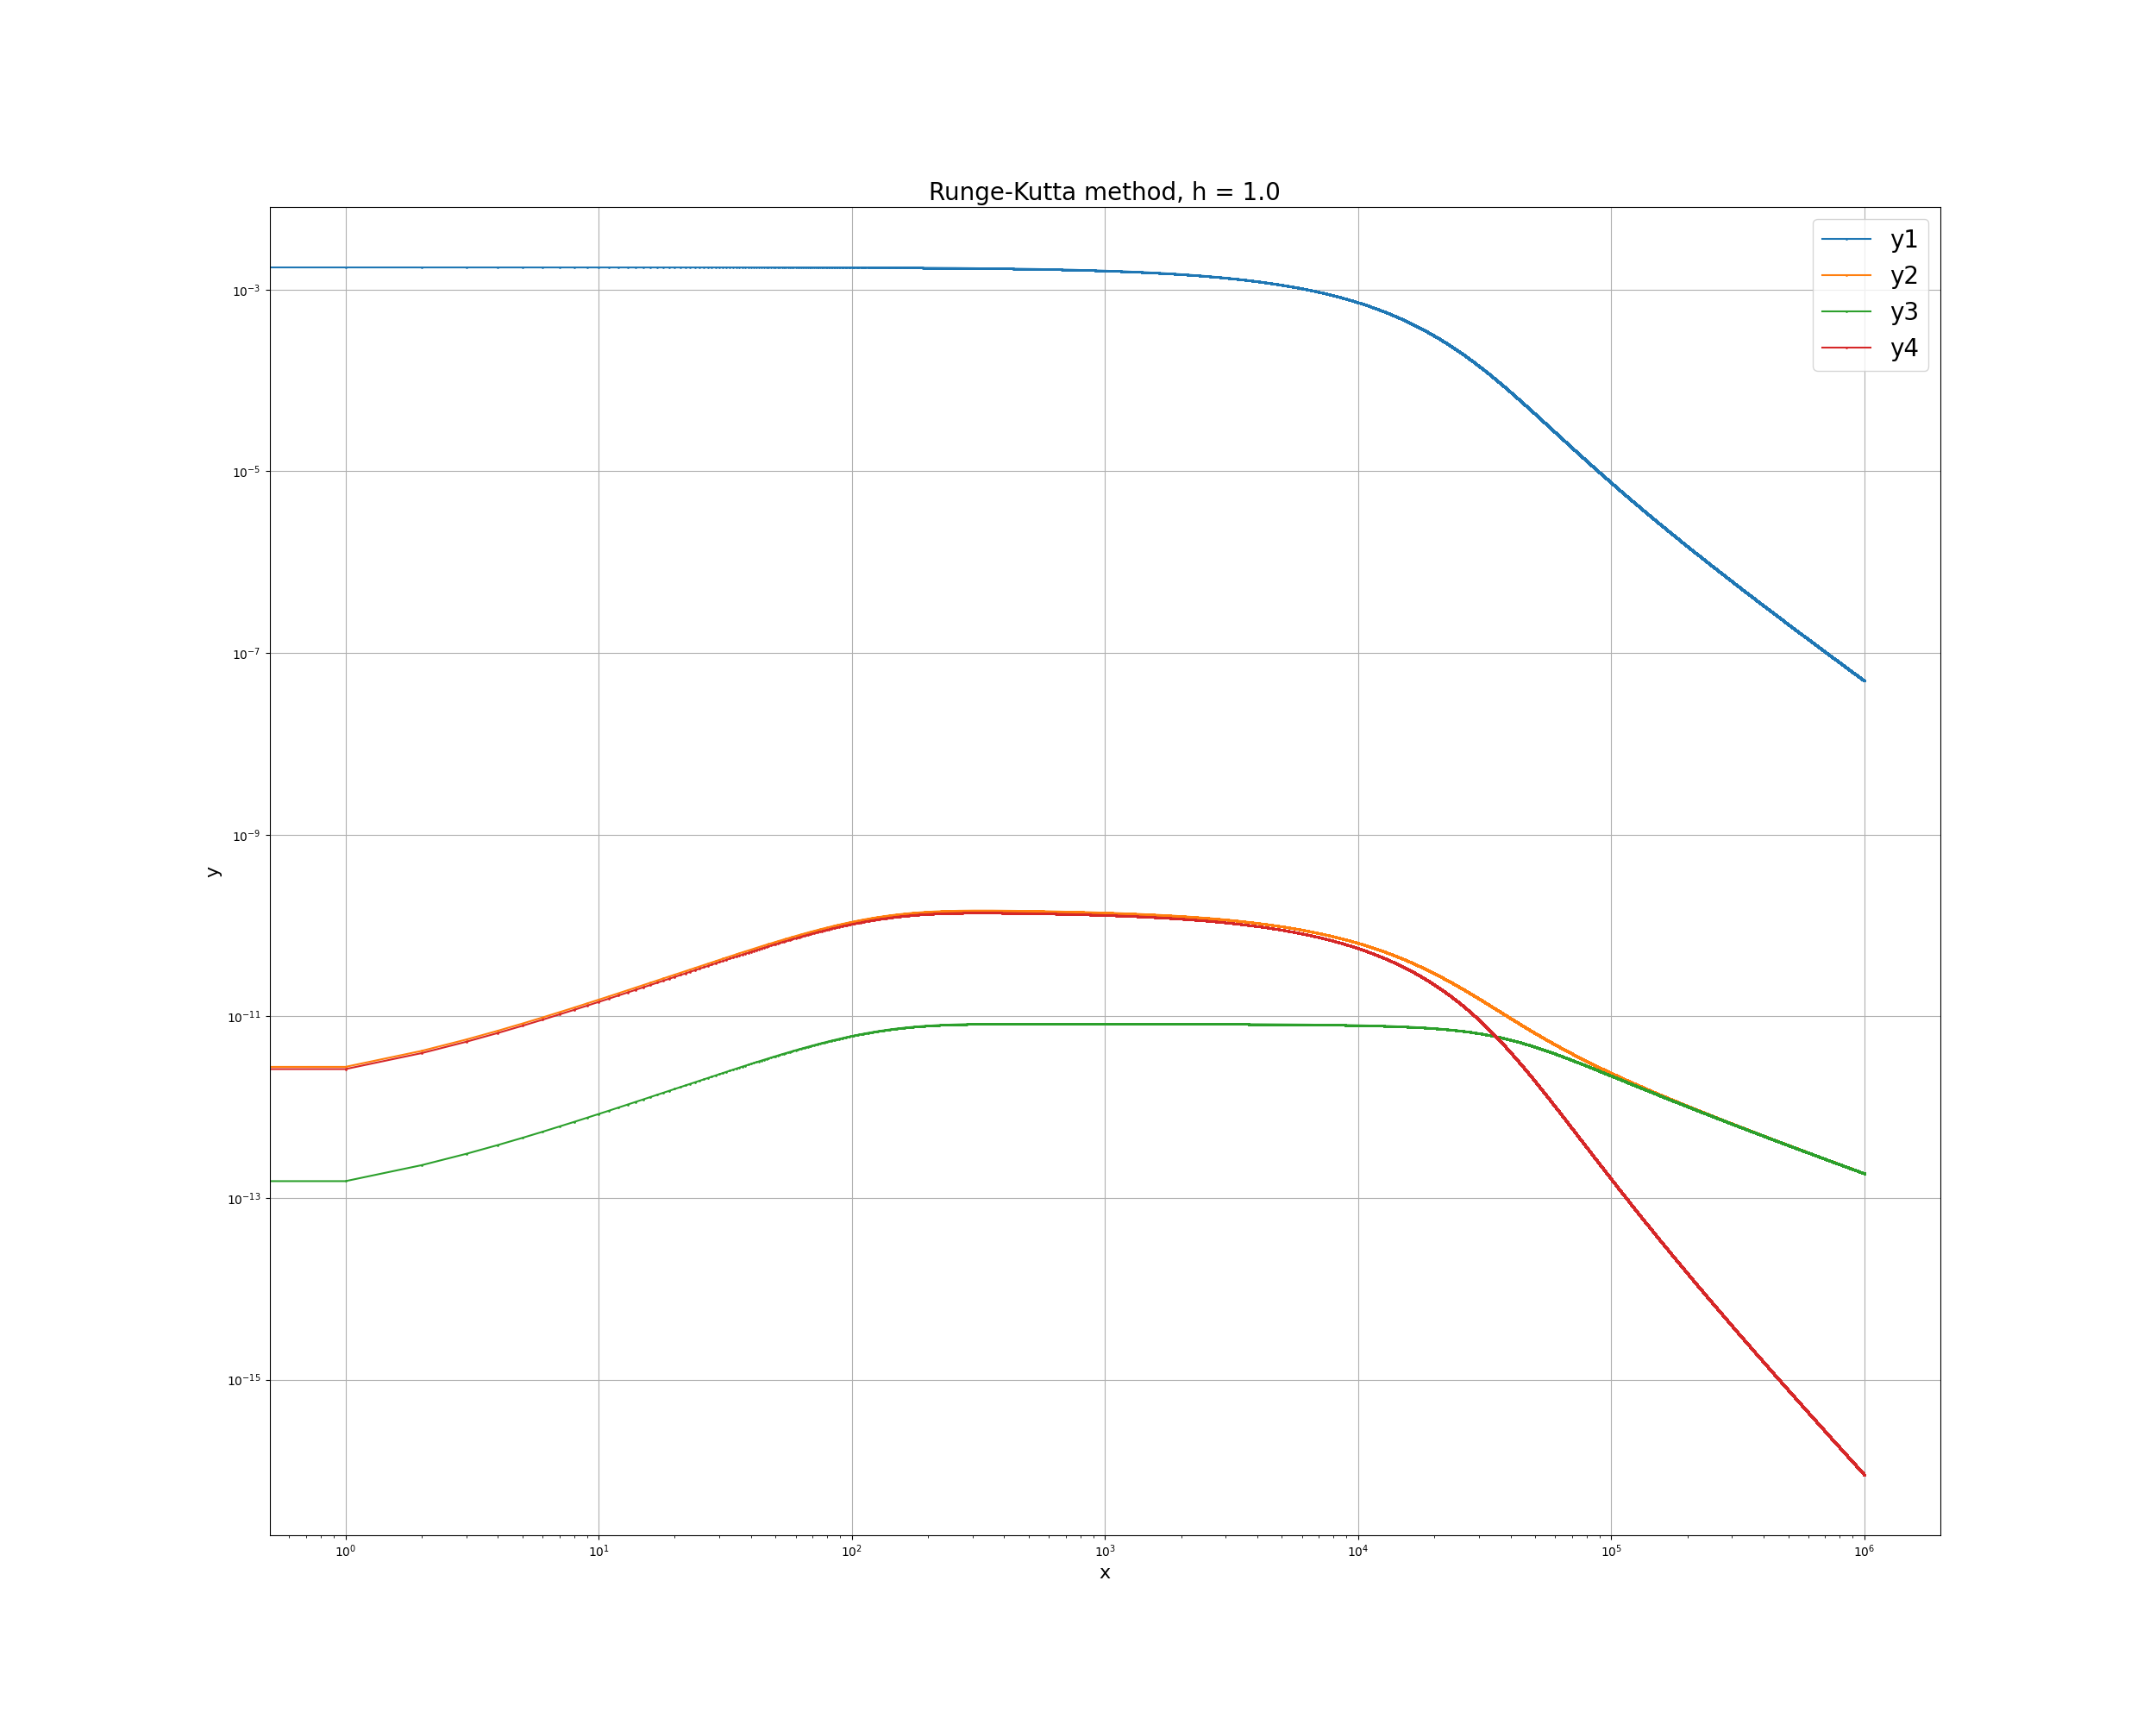 Runge-Kutta method, h = 1.0
y1
y2
y3
y4
10⁻³
10⁻⁵
10⁻⁷
10⁻⁹
10⁻¹¹
10⁻¹³
10⁻¹⁵
y
10⁰ 10¹ 10² 10³ 10⁴ 10⁵ 10⁶
x